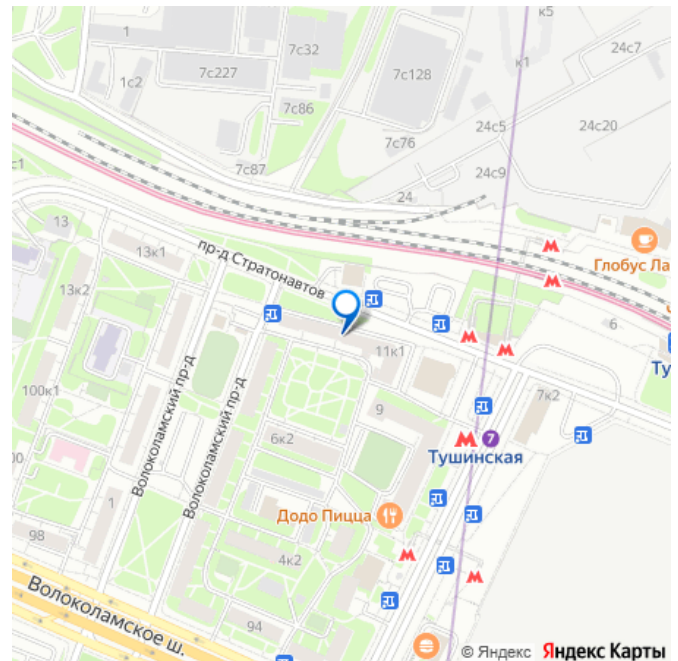 к5
1
7с32
24с7
7с227
7с128
к1
1с2
7с86
24с5
24с20
7с76
с1
7с87
24с9
24
13
пр-д Стратонавтов
13к1
Глобус Ла
13к2
6
11к1
Ту
100к1
Волоколамский пр-д
Волоколамский пр-д
9
7к2
6к2
7
Тушинская
00
1
Додо Пицца
98
4к2
Волоколамское ш.
94
© Яндекс Яндекс Карты